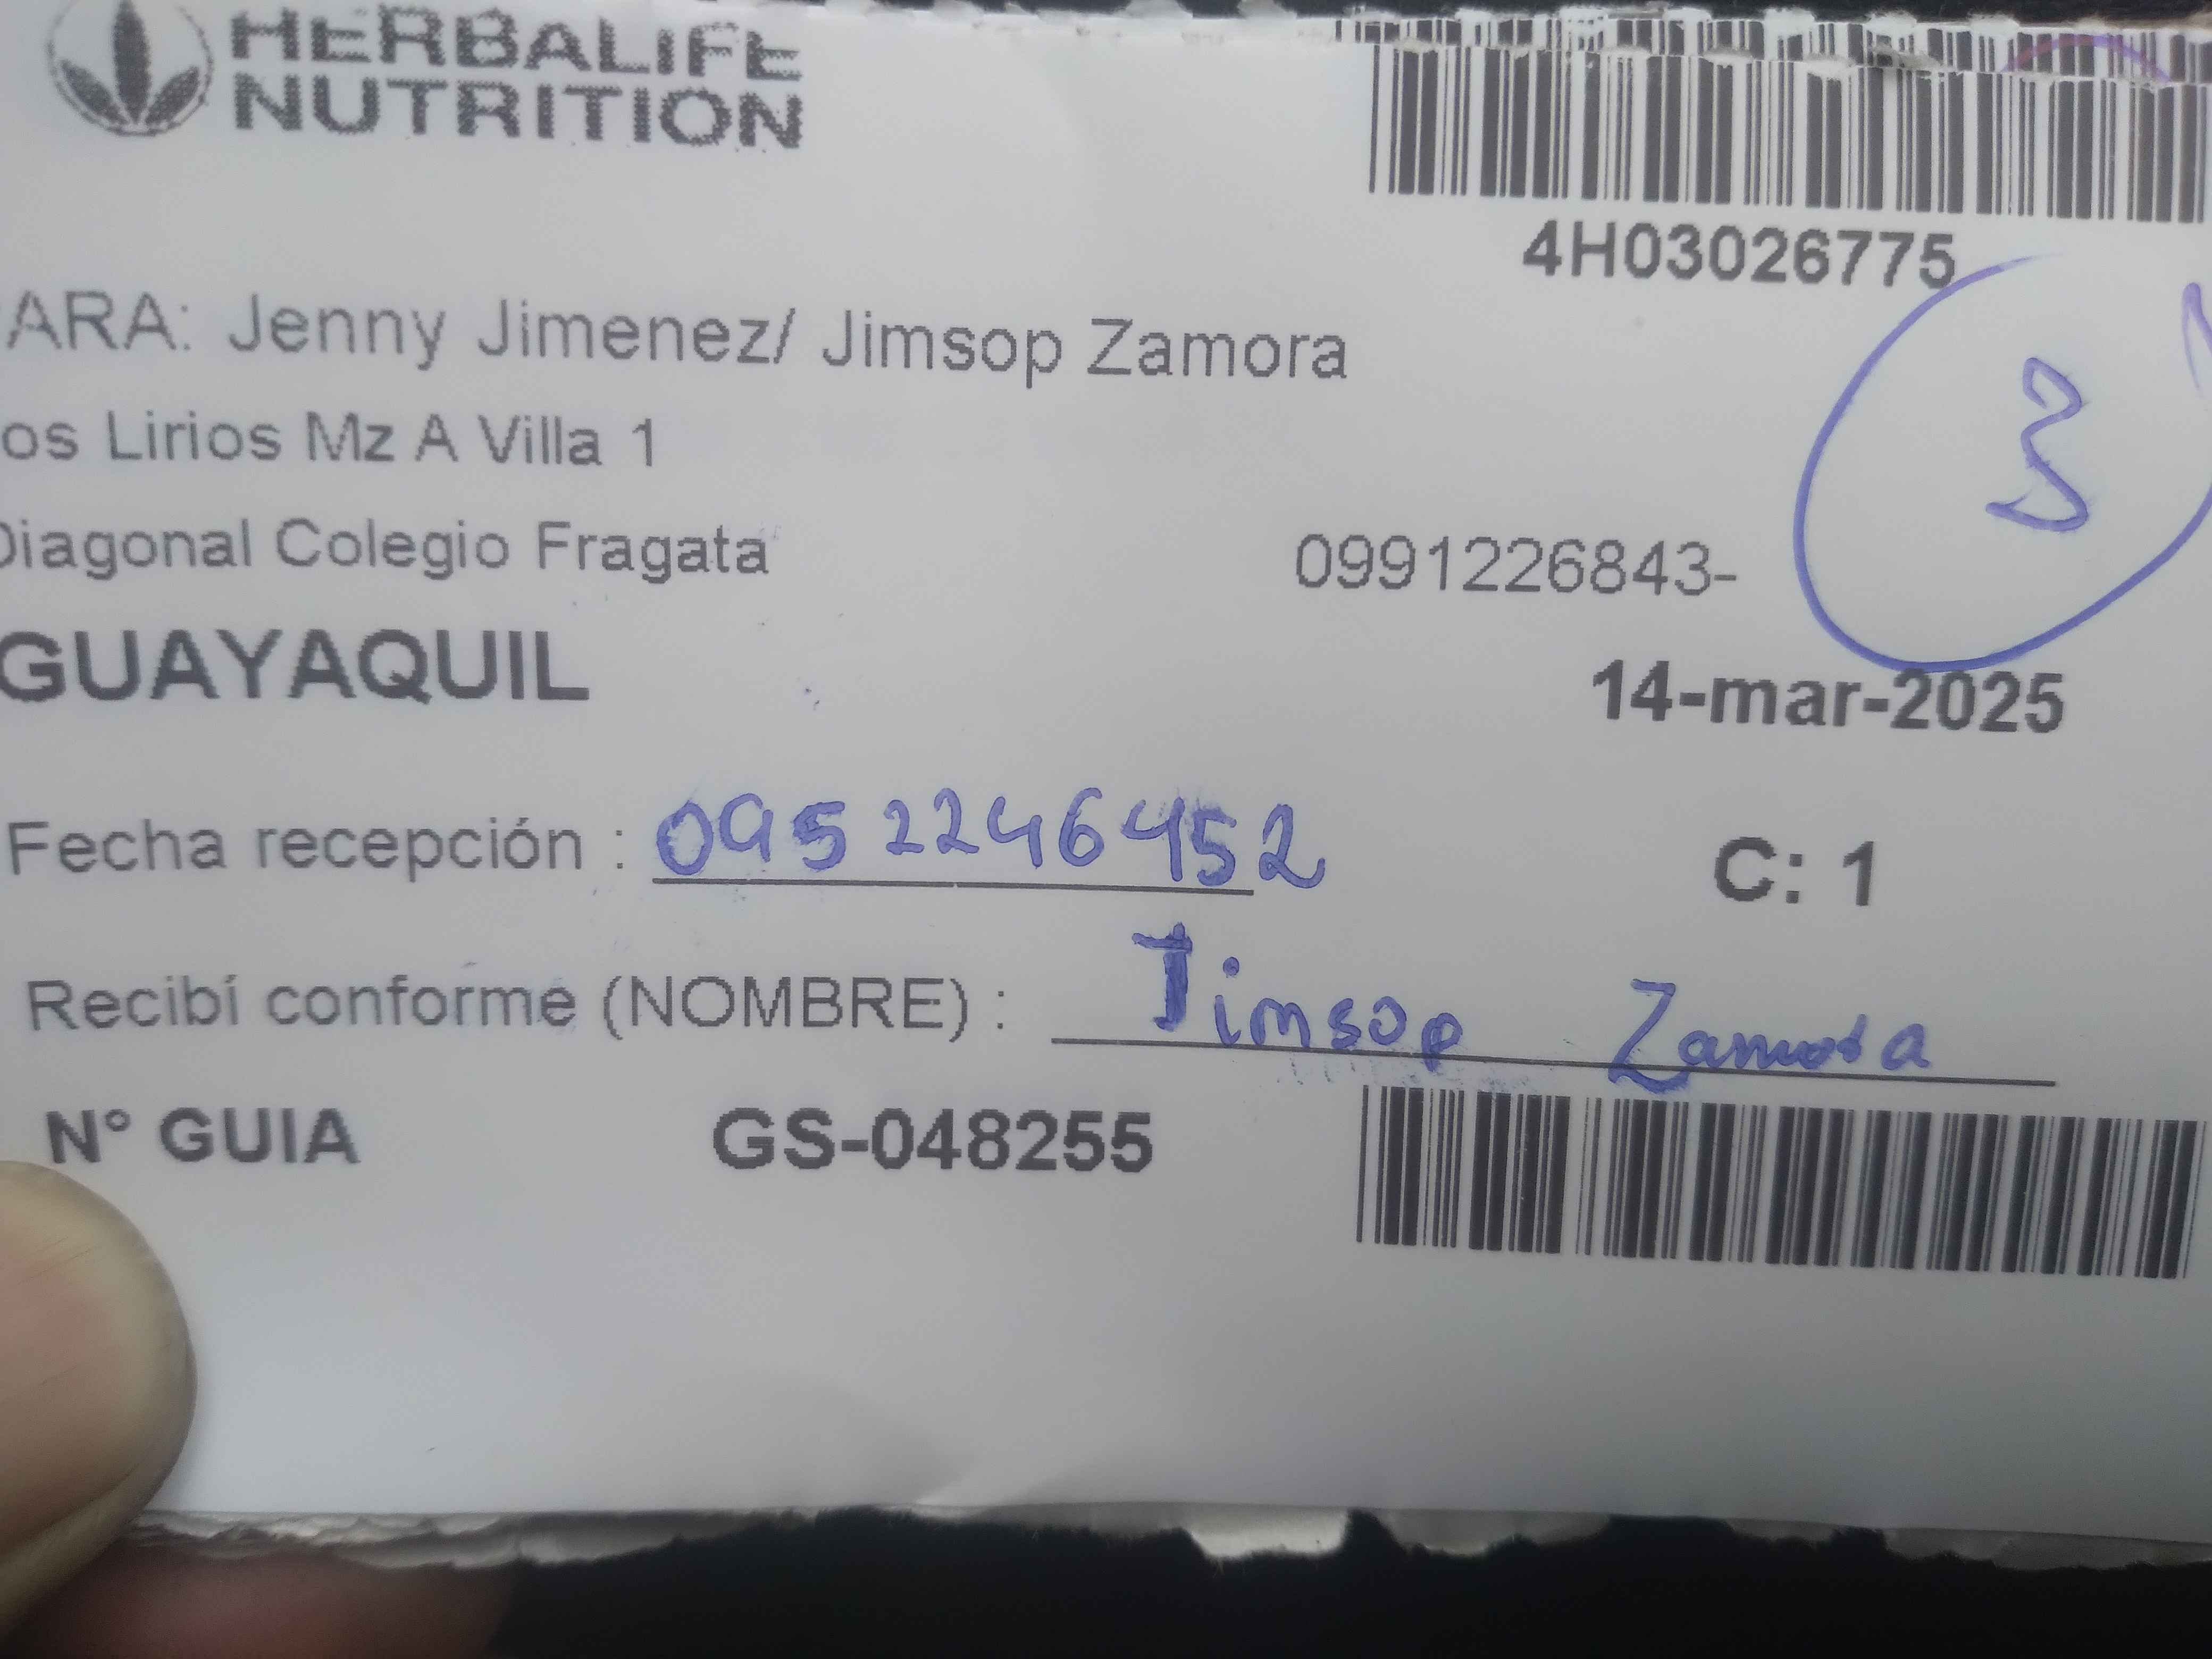 HERBALIFE
NUTRITION
4H03026775
ARA: Jenny Jimenez/ Jimsop Zamora
3
os Lirios Mz A Villa 1
Diagonal Colegio Fragata
0991226843-
GUAYAQUIL
14-mar-2025
Fecha recepción : 0952246452
C: 1
Recibí conforme (NOMBRE) : Jimsop Zamora
N° GUIA GS-048255